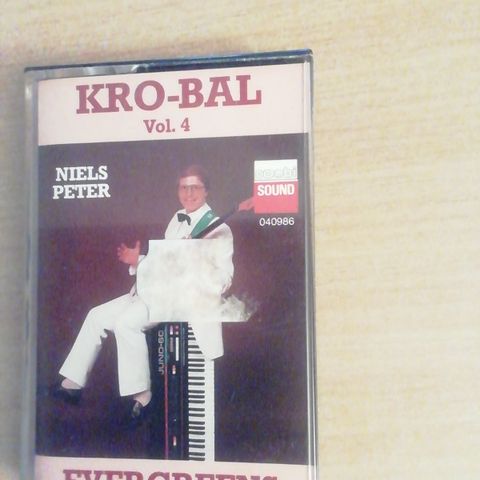 KRO-BAL
Vol. 4
NIELS
PETER
SOUND
040986
JUNO-60
EVERGREENS